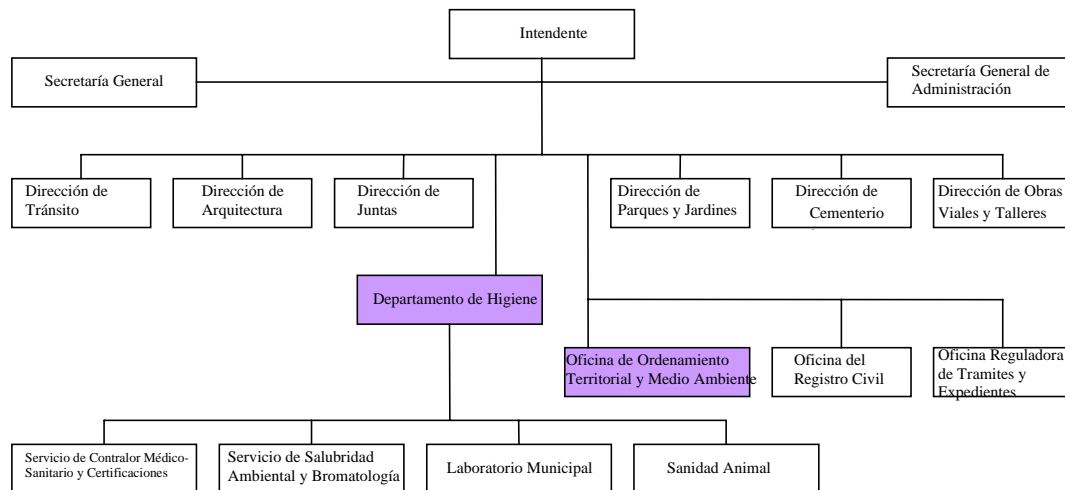 Intendente
Secretaría General
Secretaría General de
Administración
Dirección de
Tránsito
Dirección de
Arquitectura
Dirección de
Juntas
Dirección de
Parques y Jardines
Dirección de
Cementerio
Dirección de Obras
Viales y Talleres
Departamento de Higiene
Oficina de Ordenamiento
Territorial y Medio Ambiente
Oficina del
Registro Civil
Oficina Reguladora
de Tramites y
Expedientes
Servicio de Contralor Médico-
Sanitario y Certificaciones
Servicio de Salubridad
Ambiental y Bromatología
Laboratorio Municipal
Sanidad Animal